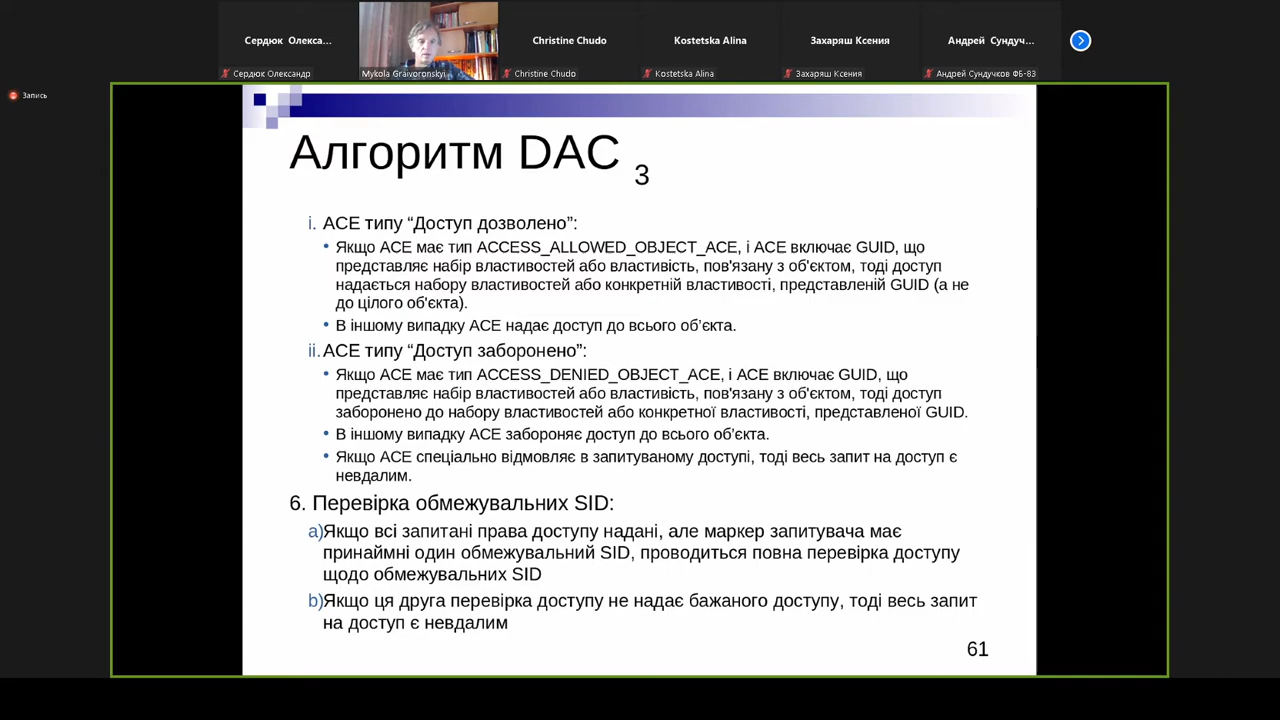 Сердюк Олекса...
Christine Chudo
Kostetska Alina
Захаряш Ксения
Андрей Сундуч...
Сердюк Олександр
Mykola Graivoronskyi
Christine Chudo
Kostetska Alina
Захаряш Ксения
Андрей Сундучков ФБ-83
Запись
Алгоритм DAC 3
i. ACE типу “Доступ дозволено”:
• Якщо ACE має тип ACCESS_ALLOWED_OBJECT_ACE, і ACE включає GUID, що
представляє набір властивостей або властивість, пов'язану з об'єктом, тоді доступ
надається набору властивостей або конкретній властивості, представленій GUID (а не
до цілого об'єкта).
• В іншому випадку ACE надає доступ до всього об’єкта.
ii. ACE типу “Доступ заборонено”:
• Якщо ACE має тип ACCESS_DENIED_OBJECT_ACE, і ACE включає GUID, що
представляє набір властивостей або властивість, пов'язану з об'єктом, тоді доступ
заборонено до набору властивостей або конкретної властивості, представленої GUID.
• В іншому випадку ACE забороняє доступ до всього об’єкта.
• Якщо ACE спеціально відмовляє в запитуваному доступі, тоді весь запит на доступ є
невдалим.
6. Перевірка обмежувальних SID:
a) Якщо всі запитані права доступу надані, але маркер запитувача має
принаймні один обмежувальний SID, проводиться повна перевірка доступу
щодо обмежувальних SID
b) Якщо ця друга перевірка доступу не надає бажаного доступу, тоді весь запит
на доступ є невдалим
61